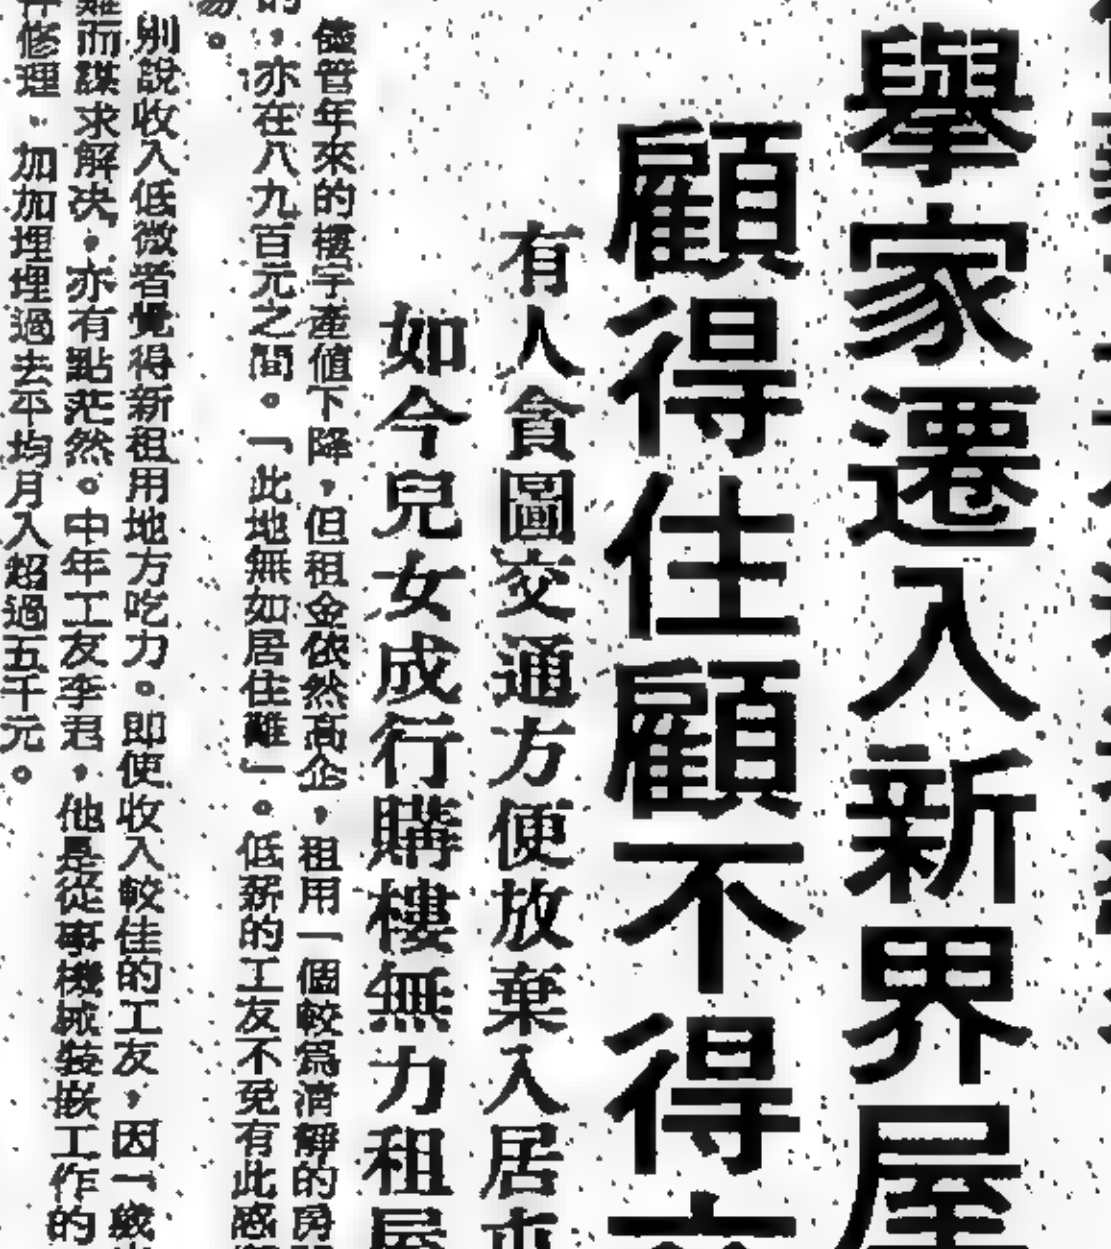 舉家遷入新界屋
顧得住顧不得
有人貪圖交通方便放棄入居屯
如今兒女成行購樓無力租屋
儘管年來的樓宇產值下降，但租金依然高企，租用一個較為清靜的房
，亦在八九百元之間。「此地無如居住難」。低薪的工友不免有此感
。
別說收入低微者覺得新租用地方吃力。即使收入較佳的工友，因一
難而謀求解決，亦有點茫然。中年工友李君，他是從事機械裝嵌工作的
修理。加加埋埋過去平均月入超過五千元。